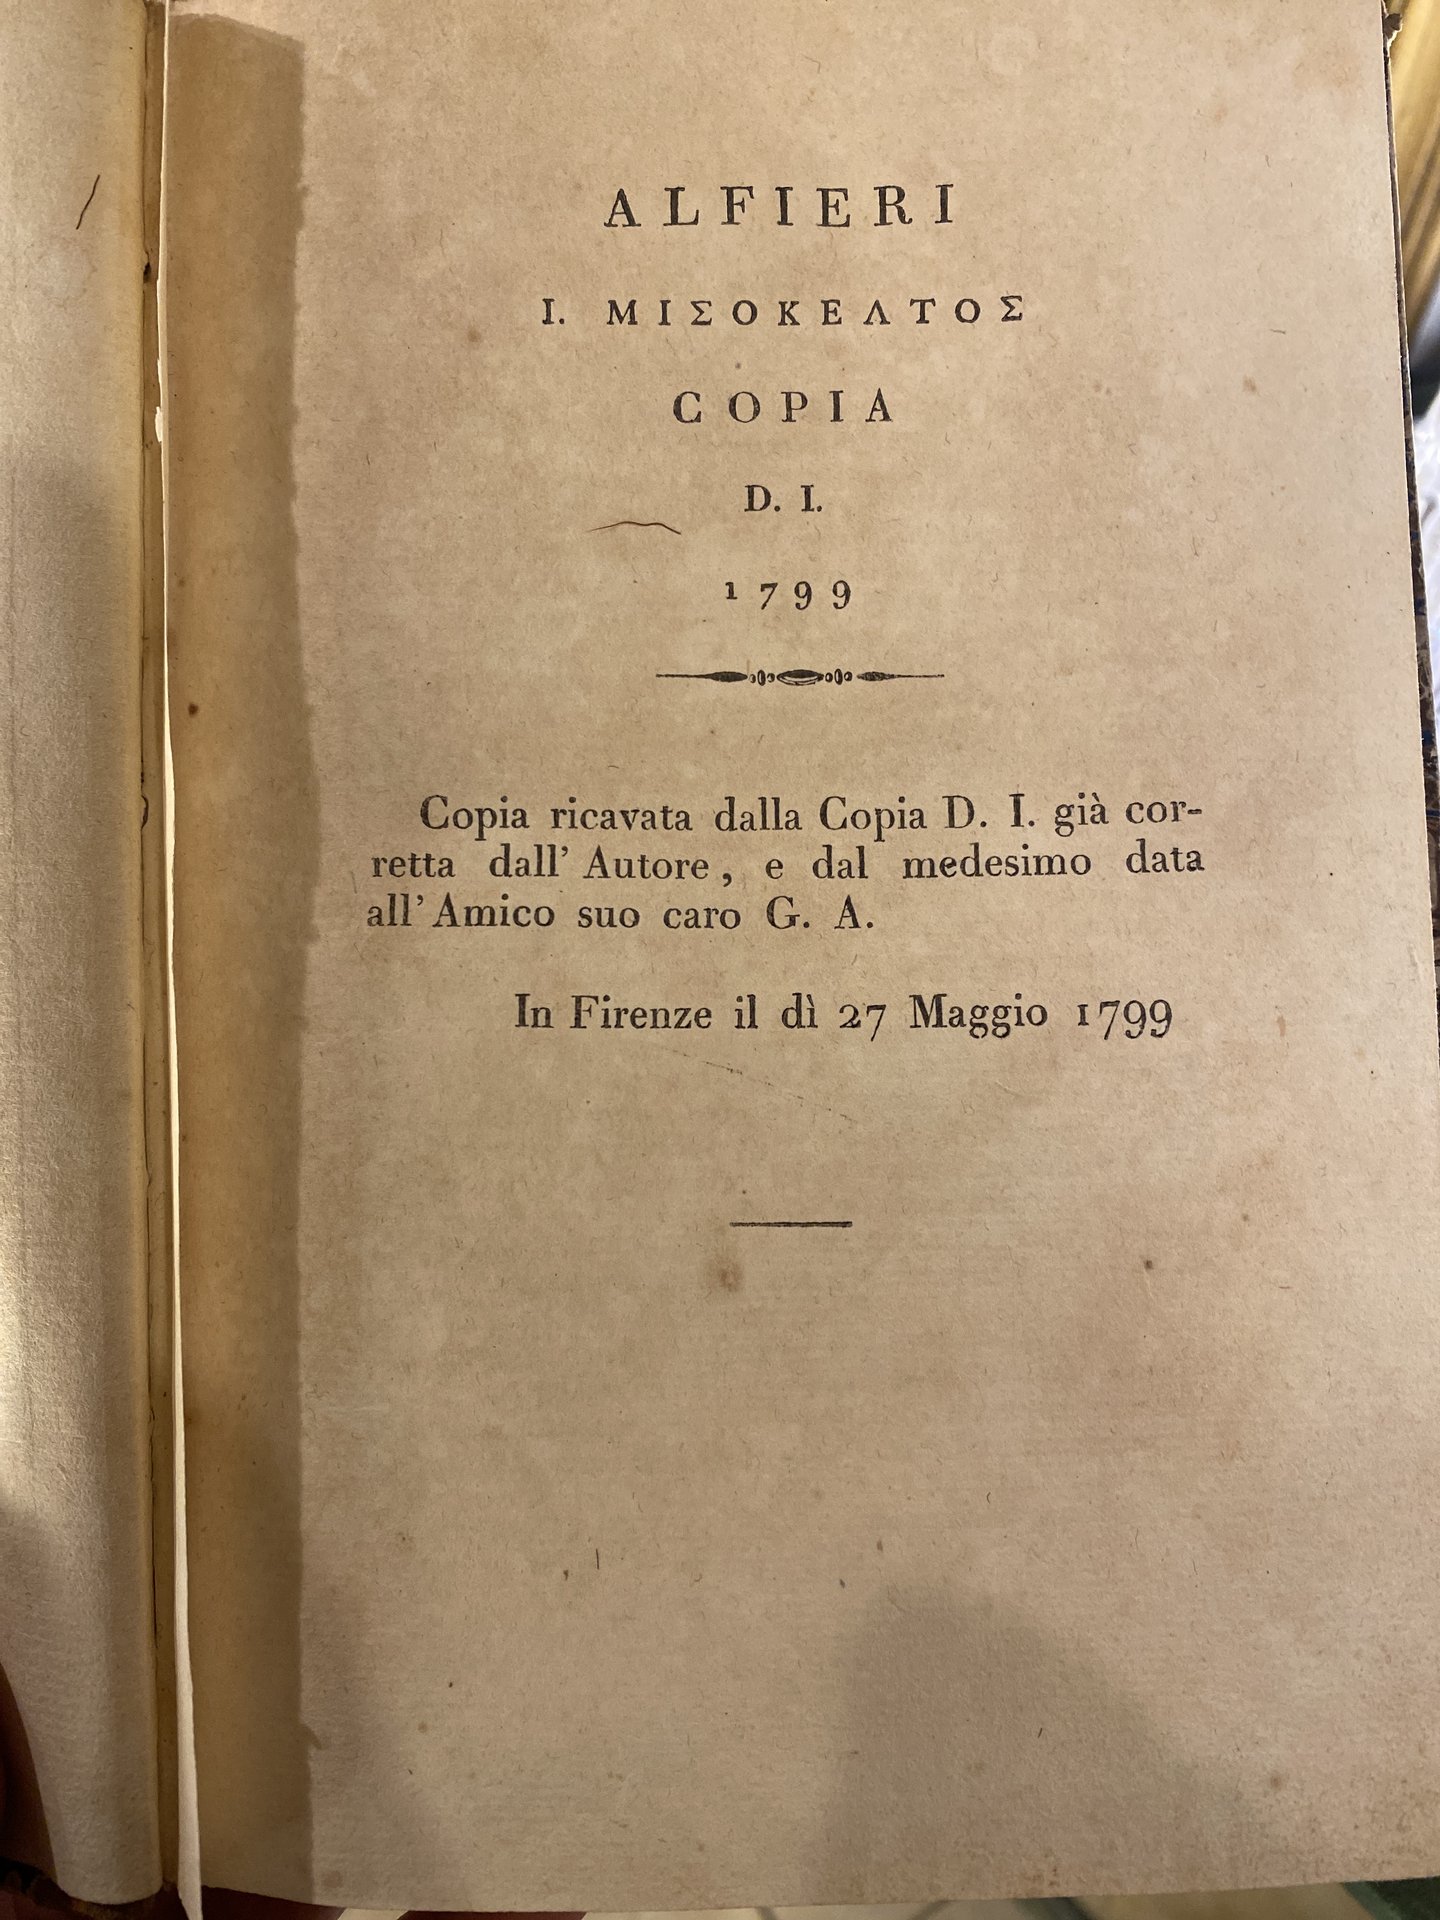 ALFIERI
I. ΜΙΣΟΚΕΛΤΟΣ
COPIA
D. I.
1799
Copia ricavata dalla Copia D. I. già cor-
retta dall' Autore, e dal medesimo data
all' Amico suo caro G. A.
In Firenze il dì 27 Maggio 1799